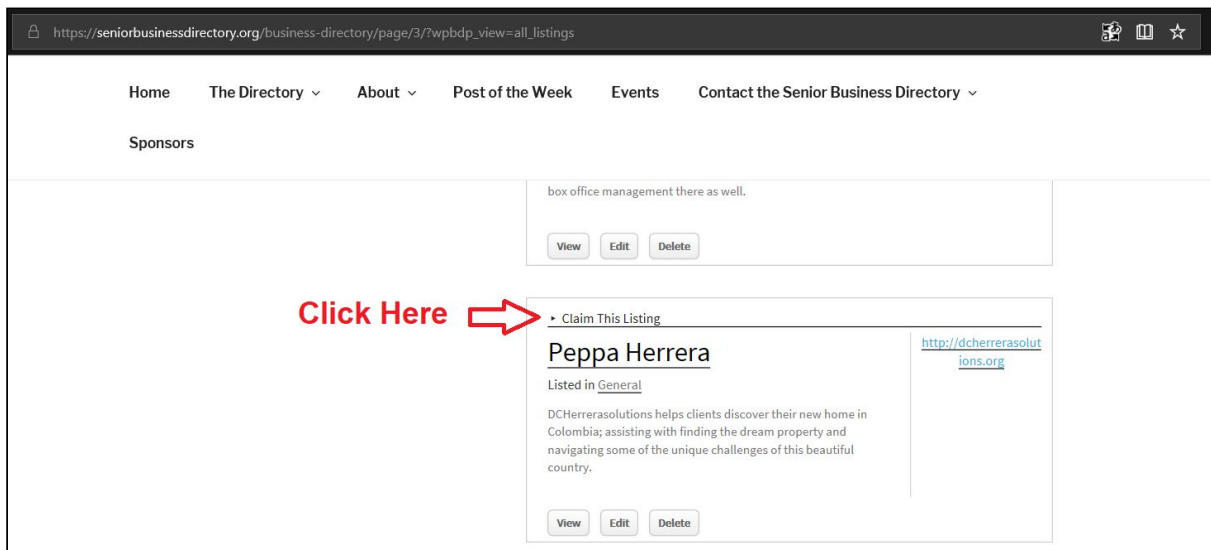 https://seniorbusinessdirectory.org/business-directory/page/3/?wpbdp_view=all_listings
Home The Directory About Post of the Week Events Contact the Senior Business Directory
Sponsors
box office management there as well.
View Edit Delete
Click Here
Claim This Listing
Peppa Herrera
http://dcherrerasolut
ions.org
Listed in General
DCHerrerasolutions helps clients discover their new home in
Colombia; assisting with finding the dream property and
navigating some of the unique challenges of this beautiful
country.
View Edit Delete